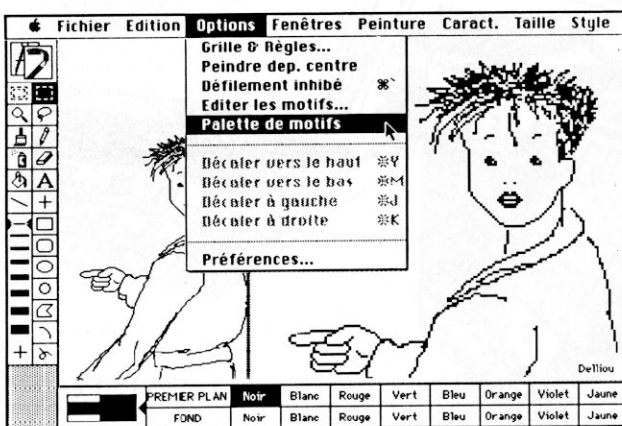 Fichier Edition Options Fenêtres Peinture Caract. Taille Style
Grille & Règles...
Peindre dep. centre
Défilement inhibé ⌘`
Editer les motifs...
Palette de motifs
Décaler vers le haut ⌘Y
Décaler vers le bas ⌘M
Décaler à gauche ⌘J
Décaler à droite ⌘K
Préférences...
A
Delliou
PREMIER PLAN Noir Blanc Rouge Vert Bleu Orange Violet Jaune
FOND Noir Blanc Rouge Vert Bleu Orange Violet Jaune